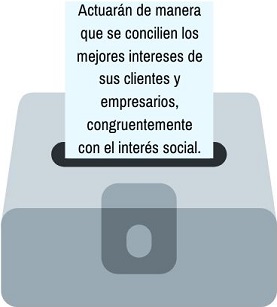 Actuarán de manera
que se concilien los
mejores intereses de
sus clientes y
empresarios,
congruentemente
con el interés social.